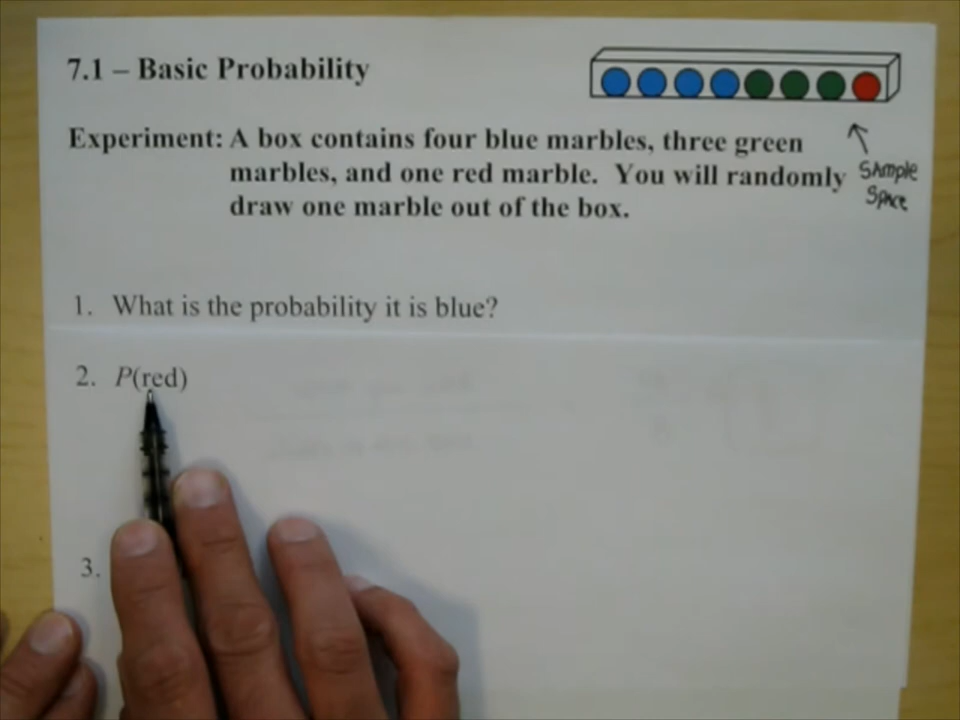 7.1 – Basic Probability
Experiment: A box contains four blue marbles, three green
marbles, and one red marble. You will randomly
draw one marble out of the box.
SAmple
SpAce
1. What is the probability it is blue?
2. P(red)
3.